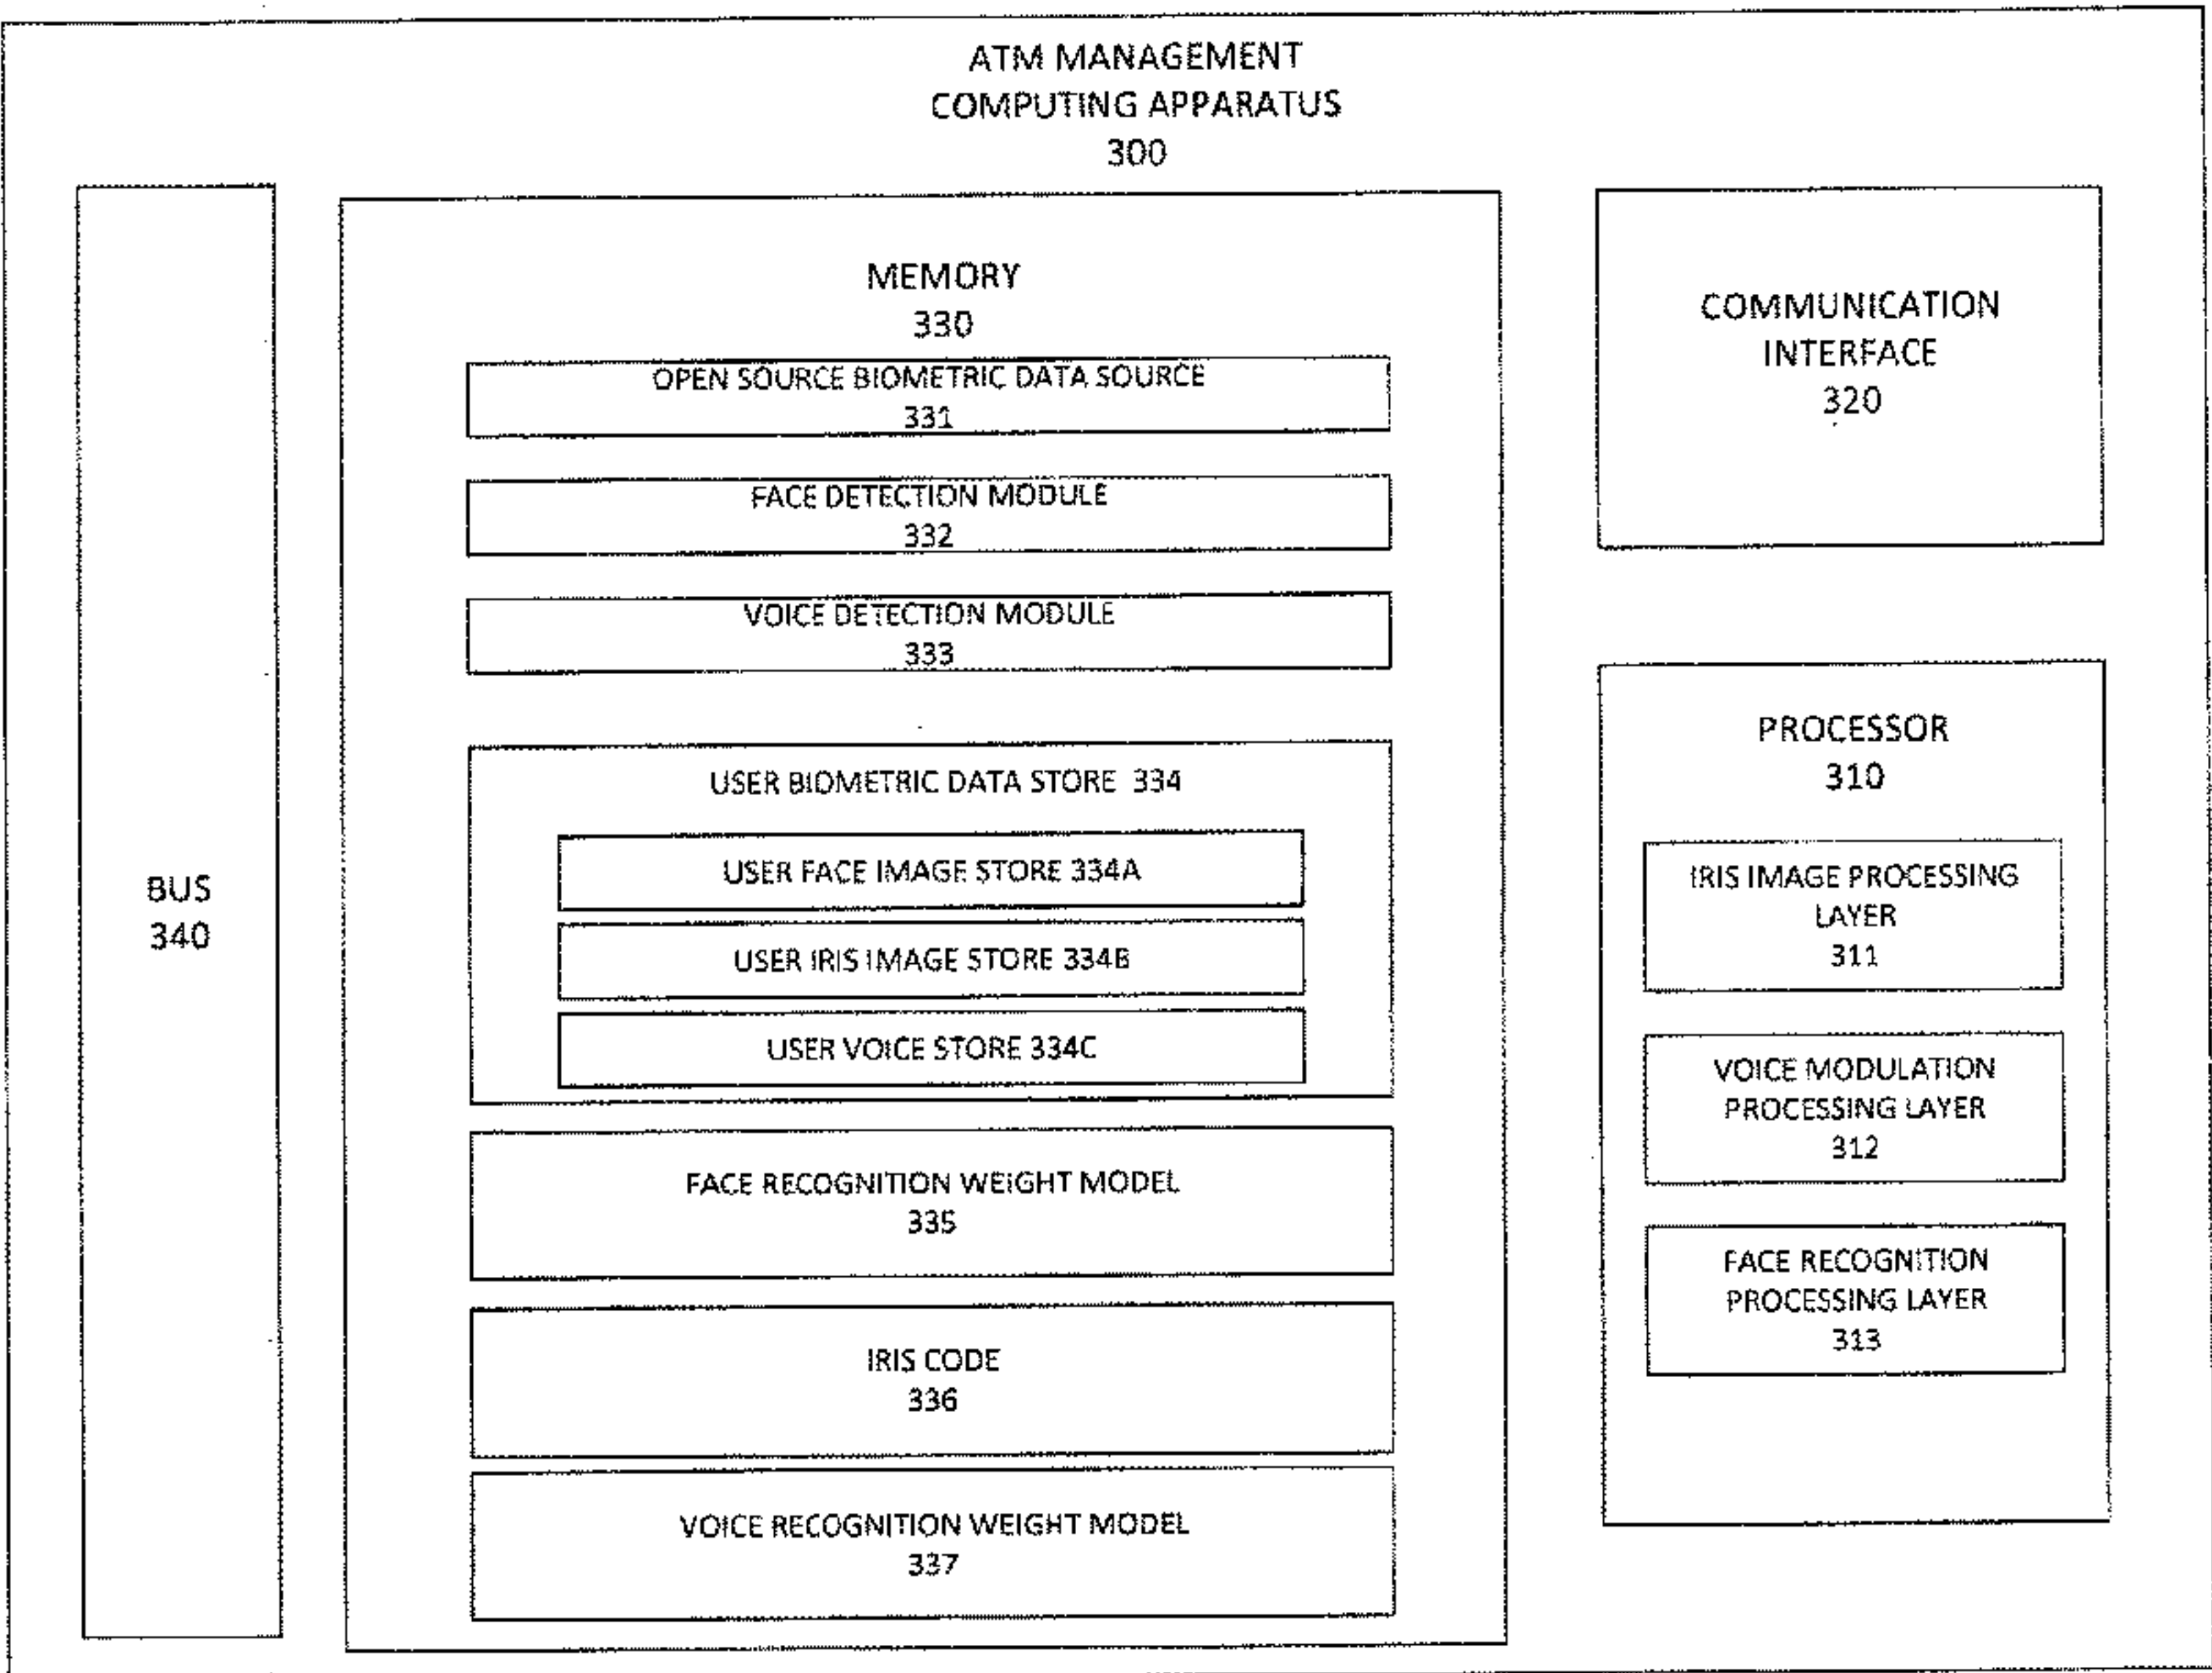 ATM MANAGEMENT
COMPUTING APPARATUS
300
BUS
340
MEMORY
330
OPEN SOURCE BIOMETRIC DATA SOURCE
331
FACE DETECTION MODULE
332
VOICE DETECTION MODULE
333
USER BIOMETRIC DATA STORE 334
USER FACE IMAGE STORE 334A
USER IRIS IMAGE STORE 334B
USER VOICE STORE 334C
FACE RECOGNITION WEIGHT MODEL
335
IRIS CODE
336
VOICE RECOGNITION WEIGHT MODEL
337
COMMUNICATION
INTERFACE
320
PROCESSOR
310
IRIS IMAGE PROCESSING
LAYER
311
VOICE MODULATION
PROCESSING LAYER
312
FACE RECOGNITION
PROCESSING LAYER
313